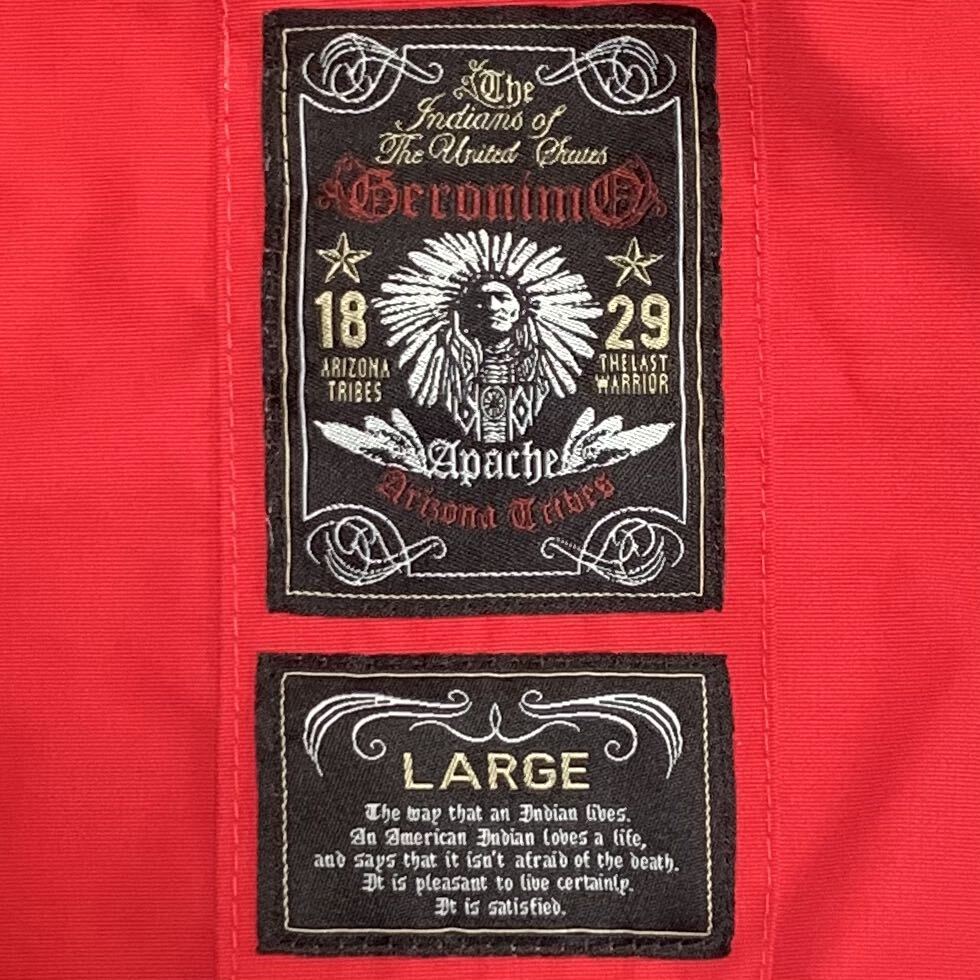 The
Indians of
The United States
Geronimo
18 29
ARIZONA THE LAST
TRIBES WARRIOR
Apache
Arizona Tribes
LARGE
The way that an Indian lives.
An American Indian loves a life,
and says that it isn't afraid of the death.
It is pleasant to live certainly.
It is satisfied.